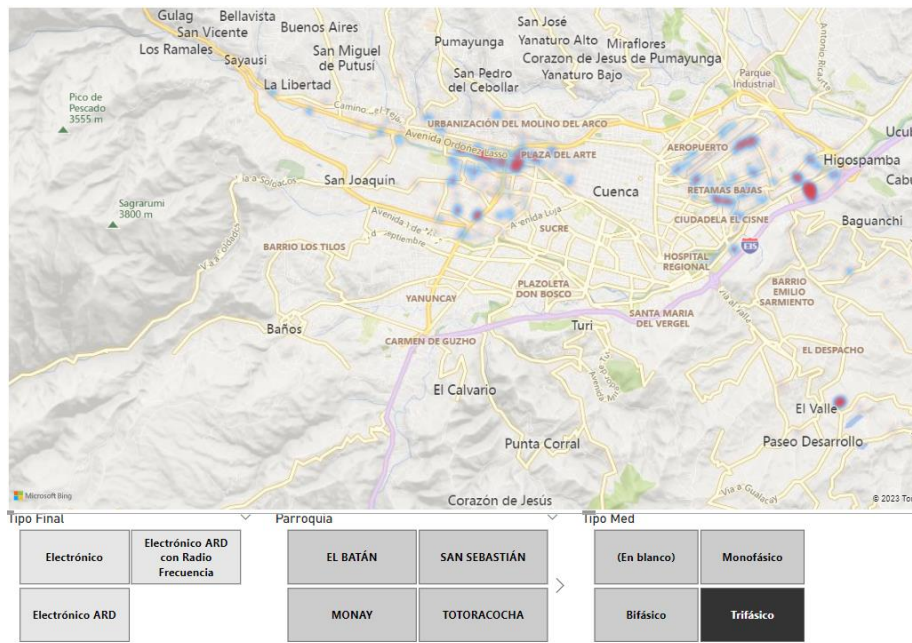 Gulag
Bellavista
San Vicente
Buenos Aires
Los Ramales
San Miguel
de Putusí
Sayausi
La Libertad
San José
Pumayunga
Yanaturo Alto
Miraflores
Corazon de Jesus de Pumayunga
San Pedro
del Cebollar
Yanaturo Bajo
Antonio Ricaurte
Parque
Industrial
Pico de
Pescado
3555 m
URBANIZACIÓN DEL MOLINO DEL ARCO
Avenida Ordóñez Lasso
PLAZA DEL ARTE
AEROPUERTO
Higospamba
San Joaquin
Cuenca
RETAMAS BAJAS
Sagrarumi
3800 m
CIUDADELA EL CISNE
Baguanchi
SUCRE
BARRIO LOS TILOS
E35
HOSPITAL
REGIONAL
PLAZOLETA
DON BOSCO
BARRIO
EMILIO
SARMIENTO
YANUNCAY
SANTA MARIA
DEL VERGEL
Baños
Turi
CARMEN DE GUZHO
EL DESPACHO
El Calvario
El Valle
Punta Corral
Paseo Desarrollo
Corazón de Jesús
Microsoft Bing
© 2023
Tipo Final
Parroquia
Tipo Med
Electrónico
Electrónico ARD
con Radio
Frecuencia
EL BATÁN
SAN SEBASTIÁN
(En blanco)
Monofásico
Electrónico ARD
MONAY
TOTORACOCHA
Bifásico
Trifásico